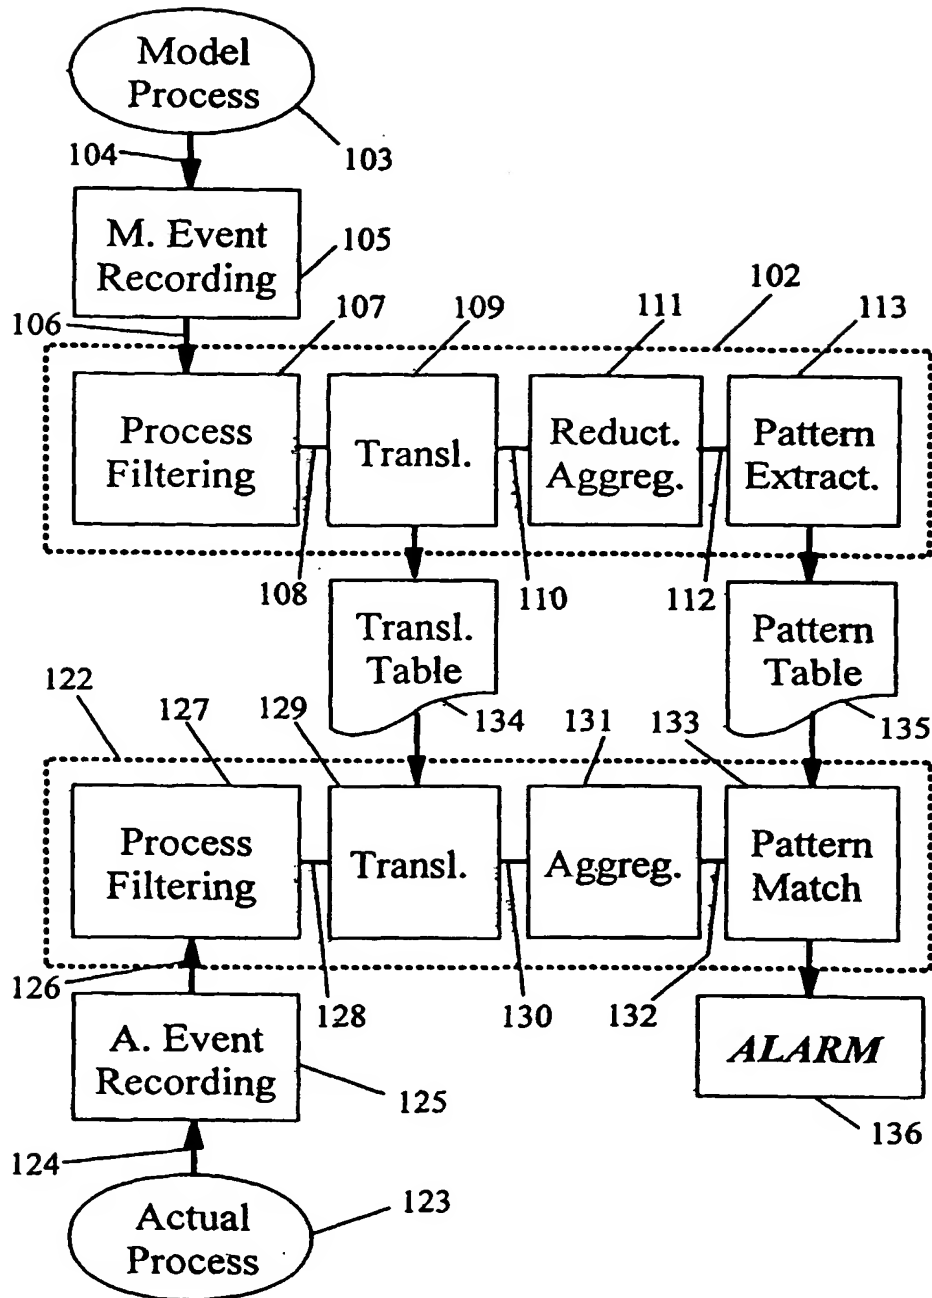 Model
Process
104
103
M. Event
Recording
105
106
107
109
111
102
113
Process
Filtering
Transl.
Reduct.
Aggreg.
Pattern
Extract.
108
110
112
Transl.
Table
Pattern
Table
122
127
129
134
131
133
135
Process
Filtering
Transl.
Aggreg.
Pattern
Match
126
128
130
132
A. Event
Recording
125
ALARM
136
124
Actual
Process
123